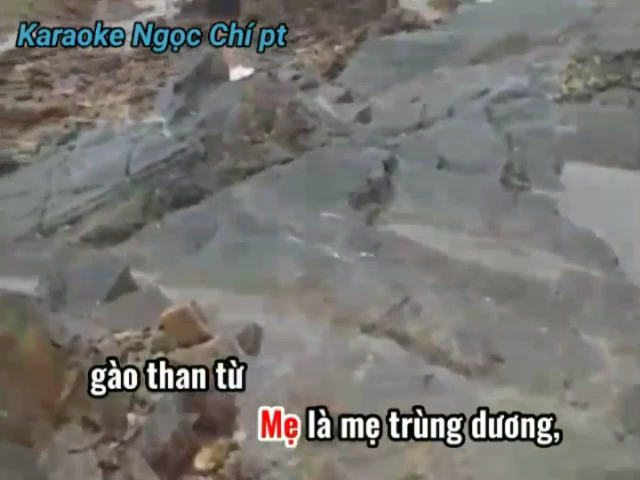 Karaoke Ngọc Chí pt
gào than từ
Mẹ là mẹ trùng dương,